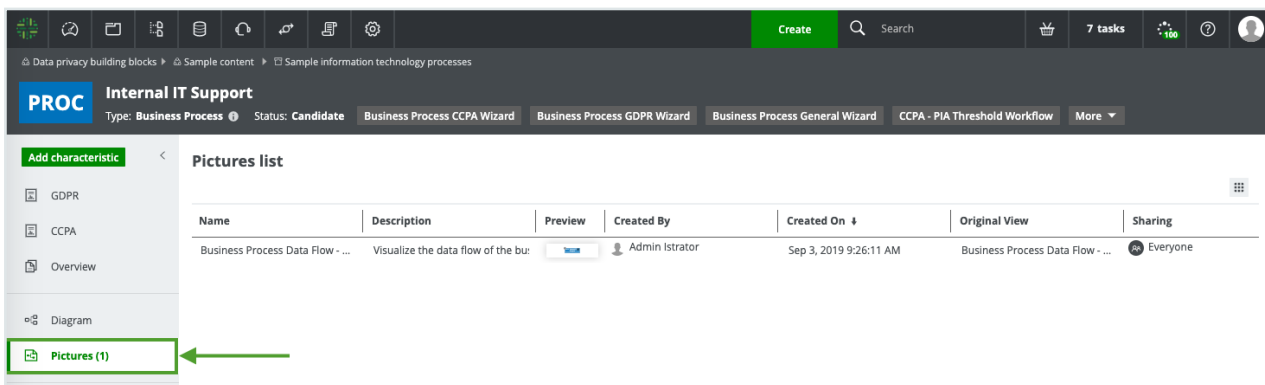 Create
Search
7 tasks
100
Data privacy building blocks Sample content Sample information technology processes
PROC
Internal IT Support
Type: Business Process Status: Candidate
Business Process CCPA Wizard
Business Process GDPR Wizard
Business Process General Wizard
CCPA - PIA Threshold Workflow
More
Add characteristic
GDPR
CCPA
Overview
Diagram
Pictures (1)
Pictures list
Name Description Preview Created By Created On Original View Sharing
Business Process Data Flow - ... Visualize the data flow of the bu Admin Istrator Sep 3, 2019 9:26:11 AM Business Process Data Flow - ... Everyone